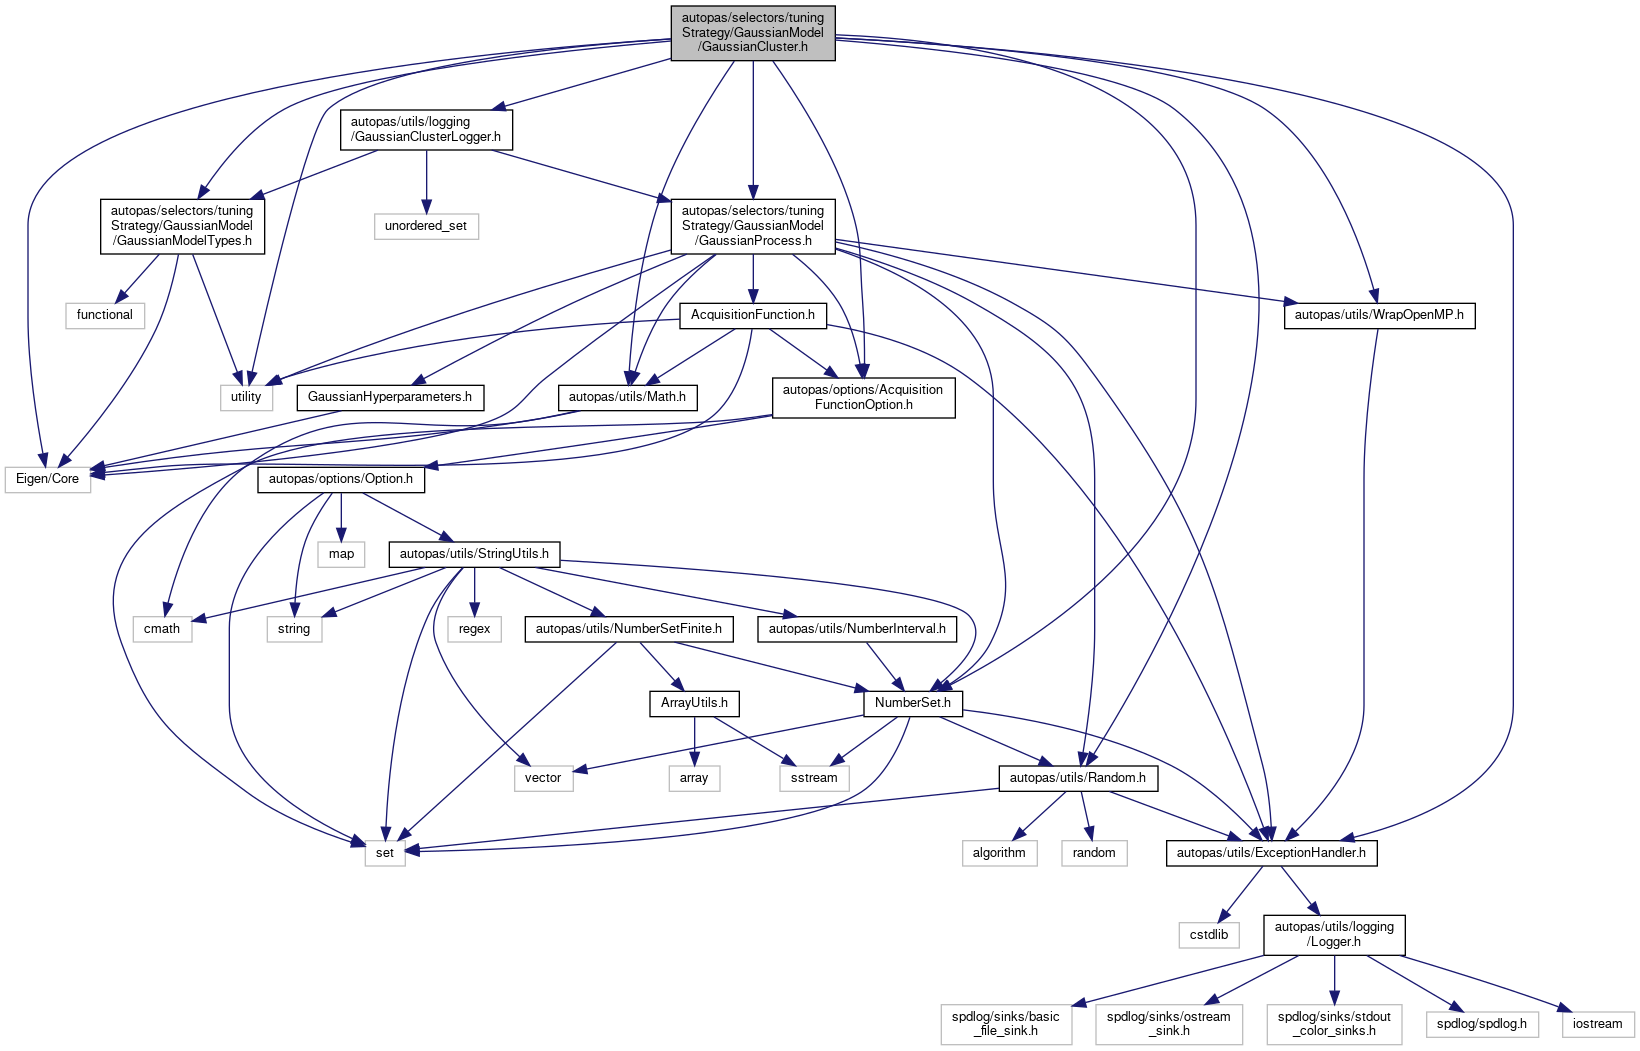 autopas/selectors/tuning
Strategy/GaussianModel
/GaussianCluster.h
autopas/utils/logging
/GaussianClusterLogger.h
autopas/selectors/tuning
Strategy/GaussianModel
/GaussianModelTypes.h
unordered_set
autopas/selectors/tuning
Strategy/GaussianModel
/GaussianProcess.h
functional
AcquisitionFunction.h
autopas/utils/WrapOpenMP.h
utility
GaussianHyperparameters.h
autopas/utils/Math.h
autopas/options/Acquisition
FunctionOption.h
Eigen/Core
autopas/options/Option.h
map
autopas/utils/StringUtils.h
cmath
string
regex
autopas/utils/NumberSetFinite.h
autopas/utils/NumberInterval.h
ArrayUtils.h
NumberSet.h
vector
array
sstream
autopas/utils/Random.h
set
algorithm
random
autopas/utils/ExceptionHandler.h
cstdlib
autopas/utils/logging
/Logger.h
spdlog/sinks/basic
_file_sink.h
spdlog/sinks/ostream
_sink.h
spdlog/sinks/stdout
_color_sinks.h
spdlog/spdlog.h
iostream